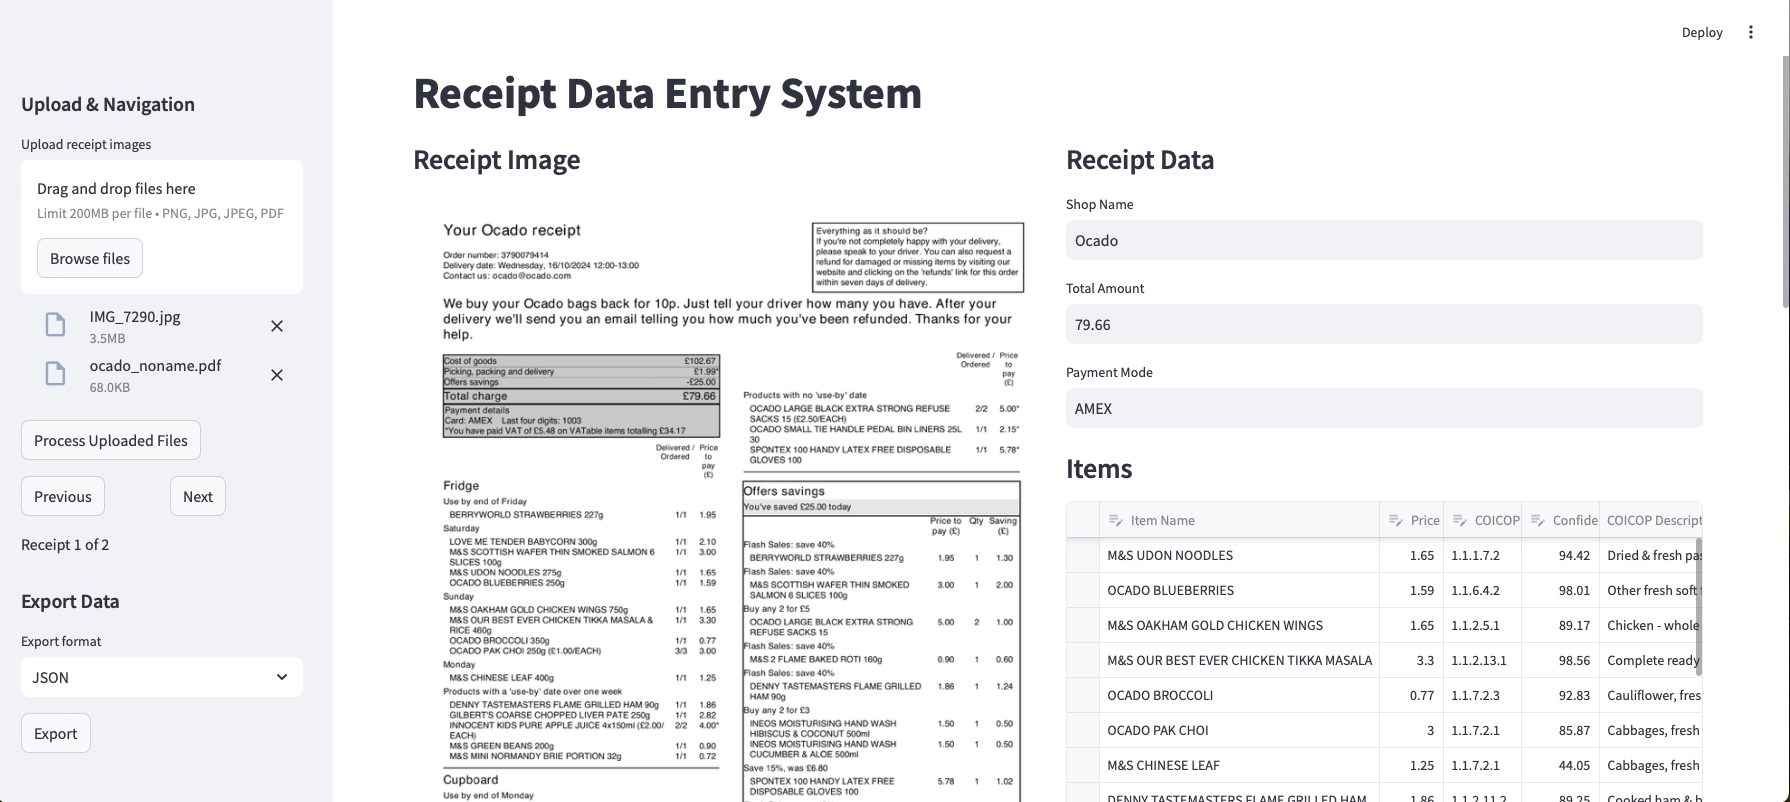 Deploy
Upload & Navigation
Upload receipt images
Drag and drop files here
Limit 200MB per file • PNG, JPG, JPEG, PDF
Browse files
IMG_7290.jpg
3.5MB
ocado_noname.pdf
68.0KB
Process Uploaded Files
Previous
Next
Receipt 1 of 2
Export Data
Export format
JSON
Export
Receipt Data Entry System
Receipt Image
Your Ocado receipt
Order number: 3790079414
Delivery date: Wednesday, 16/10/2024 12:00-13:00
Contact us: ocado@ocado.com
Everything as it should be?
If you're not completely happy with your delivery,
please speak to your driver. You can also request a
refund for damaged or missing items by visiting our
website and clicking on the 'refunds' link for this order
within seven days of delivery.
We buy your Ocado bags back for 10p. Just tell your driver how many you have. After your
delivery we'll send you an email telling you how much you've been refunded. Thanks for your
help.
Cost of goods £102.67
Picking, packing and delivery £1.99*
Offers savings -£25.00
Total charge £79.66
Payment details
Card: AMEX Last four digits: 1003
*You have paid VAT of £5.48 on VATable items totalling £34.17
Delivered / Price
Ordered to
pay
(£)
Fridge
Use by end of Friday
BERRYWORLD STRAWBERRIES 227g 1/1 1.95
Saturday
LOVE ME TENDER BABYCORN 300g 1/1 2.10
M&S SCOTTISH WAFER THIN SMOKED SALMON 6 1/1 3.00
SLICES 100g
M&S UDON NOODLES 275g 1/1 1.65
OCADO BLUEBERRIES 250g 1/1 1.59
Sunday
M&S OAKHAM GOLD CHICKEN WINGS 750g 1/1 1.65
M&S OUR BEST EVER CHICKEN TIKKA MASALA & 1/1 3.30
RICE 460g
OCADO BROCCOLI 350g 1/1 0.77
OCADO PAK CHOI 250g (£1.00/EACH) 3/3 3.00
Monday
M&S CHINESE LEAF 400g 1/1 1.25
Products with a 'use-by' date over one week
DENNY TASTEMASTERS FLAME GRILLED HAM 90g 1/1 1.86
GILBERT'S COARSE CHOPPED LIVER PATE 250g 1/1 2.82
INNOCENT KIDS PURE APPLE JUICE 4x150ml (£2.00/ 2/2 4.00*
EACH)
M&S GREEN BEANS 200g 1/1 0.90
M&S MINI NORMANDY BRIE PORTION 32g 1/1 0.72
Cupboard
Use by end of Monday
Delivered / Price
Ordered to
pay
(£)
Products with no 'use-by' date
OCADO LARGE BLACK EXTRA STRONG REFUSE 2/2 5.00*
SACKS 15 (£2.50/EACH)
OCADO SMALL TIE HANDLE PEDAL BIN LINERS 25L 1/1 2.15*
30
SPONTEX 100 HANDY LATEX FREE DISPOSABLE 1/1 5.78*
GLOVES 100
Offers savings
You've saved £25.00 today
Price to Qty Saving
pay (£) (£)
Flash Sales: save 40%
BERRYWORLD STRAWBERRIES 227g 1.95 1 1.30
Flash Sales: save 40%
M&S SCOTTISH WAFER THIN SMOKED 3.00 1 2.00
SALMON 6 SLICES 100g
Buy any 2 for £5
OCADO LARGE BLACK EXTRA STRONG 5.00 2 1.00
REFUSE SACKS 15
Flash Sales: save 40%
M&S 2 FLAME BAKED ROTI 160g 0.90 1 0.60
Flash Sales: save 40%
DENNY TASTEMASTERS FLAME GRILLED 1.86 1 1.24
HAM 90g
Buy any 2 for £3
INEOS MOISTURISING HAND WASH 1.50 1 0.50
HIBISCUS & COCONUT 500ml
INEOS MOISTURISING HAND WASH 1.50 1 0.50
CUCUMBER & ALOE 500ml
Save 15%, was £6.80
SPONTEX 100 HANDY LATEX FREE 5.78 1 1.02
DISPOSABLE GLOVES 100
Receipt Data
Shop Name
Ocado
Total Amount
79.66
Payment Mode
AMEX
Items
Item Name Price COICOP Confide COICOP Descript
M&S UDON NOODLES 1.65 1.1.1.7.2 94.42 Dried & fresh pas
OCADO BLUEBERRIES 1.59 1.1.6.4.2 98.01 Other fresh soft
M&S OAKHAM GOLD CHICKEN WINGS 1.65 1.1.2.5.1 89.17 Chicken - whole
M&S OUR BEST EVER CHICKEN TIKKA MASALA 3.3 1.1.2.13.1 98.56 Complete ready
OCADO BROCCOLI 0.77 1.1.7.2.3 92.83 Cauliflower, fres
OCADO PAK CHOI 3 1.1.7.2.1 85.87 Cabbages, fresh
M&S CHINESE LEAF 1.25 1.1.7.2.1 44.05 Cabbages, fresh
DENNY TASTEMASTERS FLAME GRILLED HAM 1.86 1.1.2.11.2 89.25 Cooked ham & b